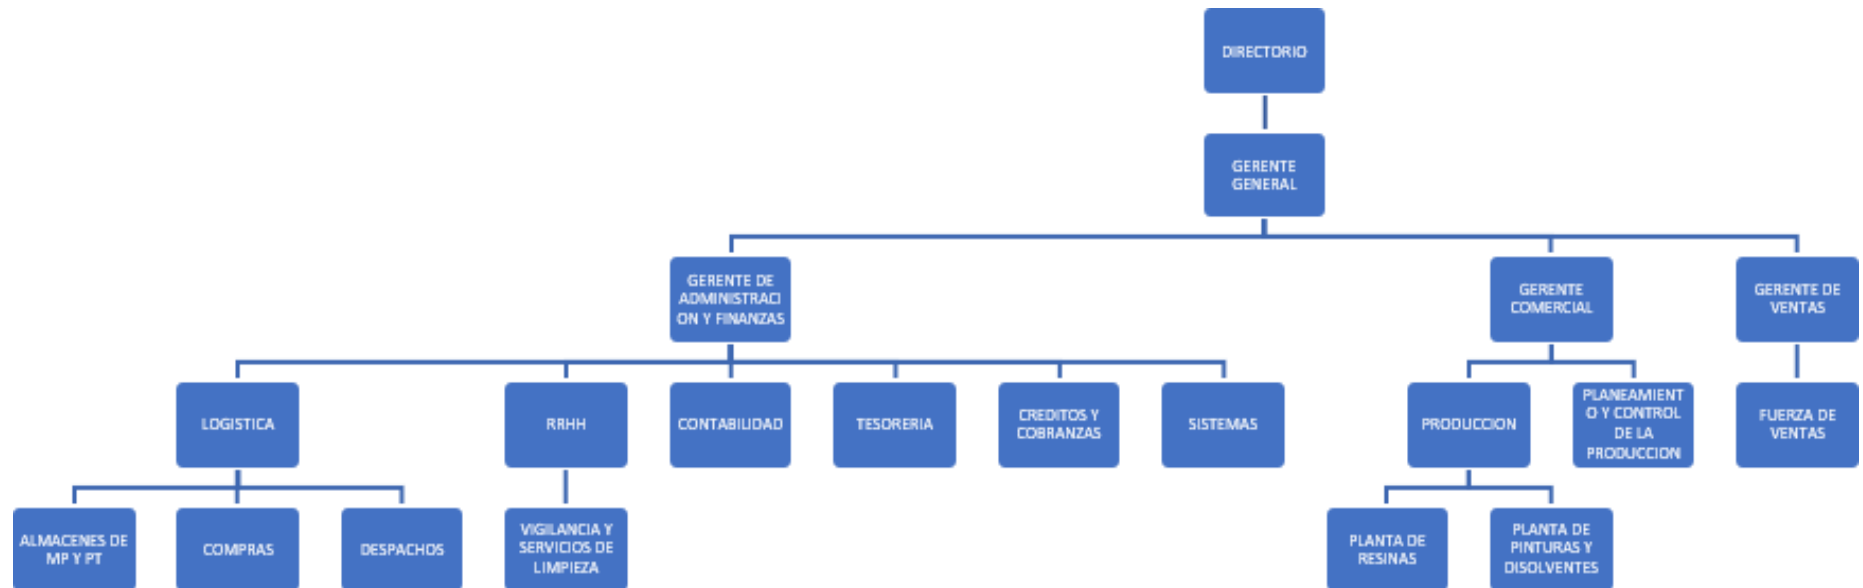 DIRECTORIO
GERENTE
GENERAL
GERENTE DE
ADMINISTRACI
ON Y FINANZAS
GERENTE
COMERCIAL
GERENTE DE
VENTAS
LOGISTICA
RRHH
CONTABILIDAD
TESORERIA
CREDITOS Y
COBRANZAS
SISTEMAS
PRODUCCION
PLANEAMIENT
O Y CONTROL
DE LA
PRODUCCION
FUERZA DE
VENTAS
ALMACENES DE
MP Y PT
COMPRAS
DESPACHOS
VIGILANCIA Y
SERVICIOS DE
LIMPIEZA
PLANTA DE
RESINAS
PLANTA DE
PINTURAS Y
DISOLVENTES